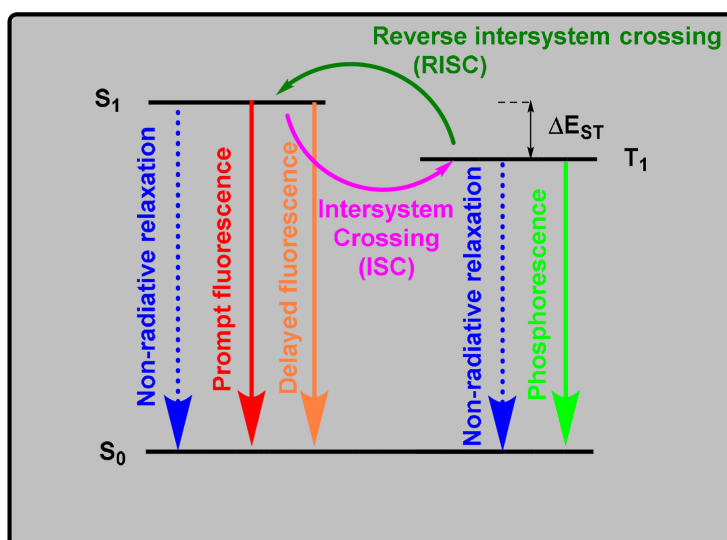 Reverse intersystem crossing
(RISC)
S1
ΔEST
T1
Non-radiative relaxation
Prompt fluorescence
Delayed fluorescence
Intersystem
Crossing
(ISC)
Non-radiative relaxation
Phosphorescence
S0